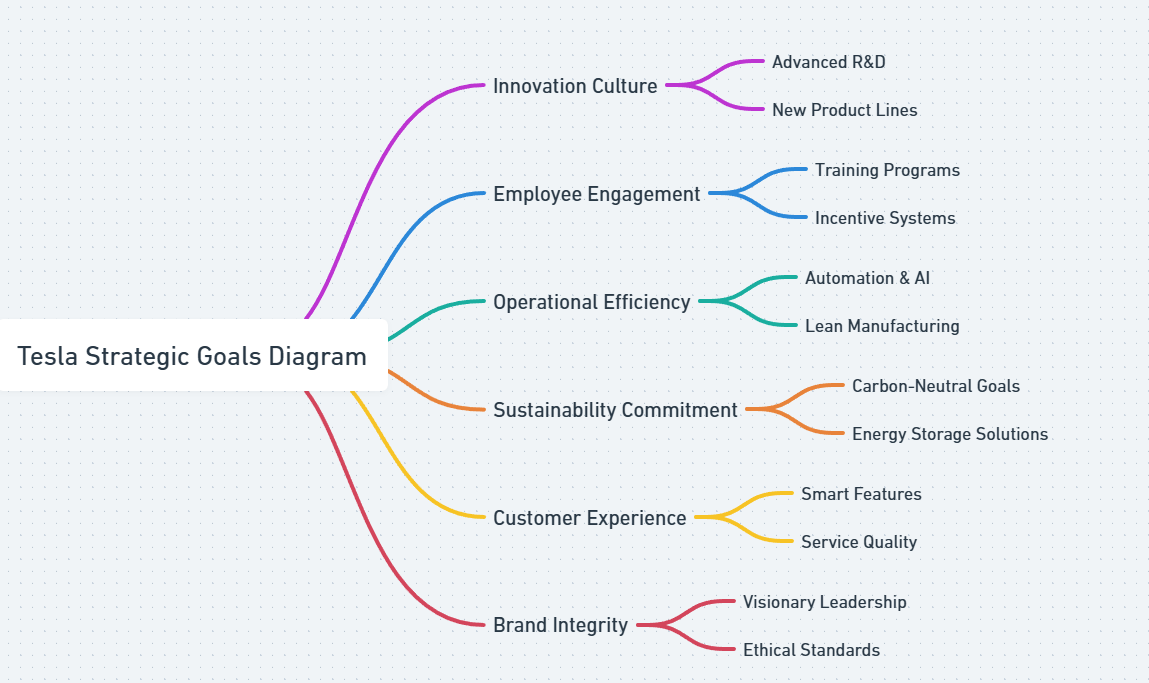 Tesla Strategic Goals Diagram
Innovation Culture
Advanced R&D
New Product Lines
Employee Engagement
Training Programs
Incentive Systems
Operational Efficiency
Automation & AI
Lean Manufacturing
Sustainability Commitment
Carbon-Neutral Goals
Energy Storage Solutions
Customer Experience
Smart Features
Service Quality
Brand Integrity
Visionary Leadership
Ethical Standards